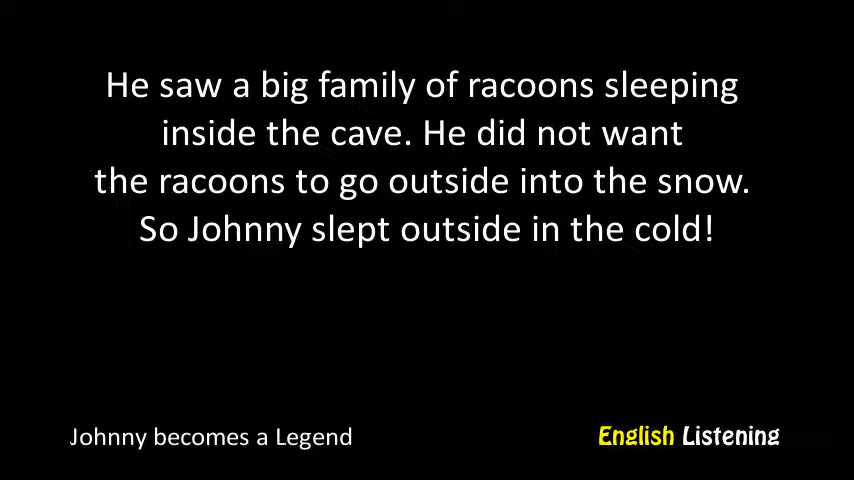 He saw a big family of racoons sleeping
inside the cave. He did not want
the racoons to go outside into the snow.
So Johnny slept outside in the cold!
Johnny becomes a Legend
English Listening